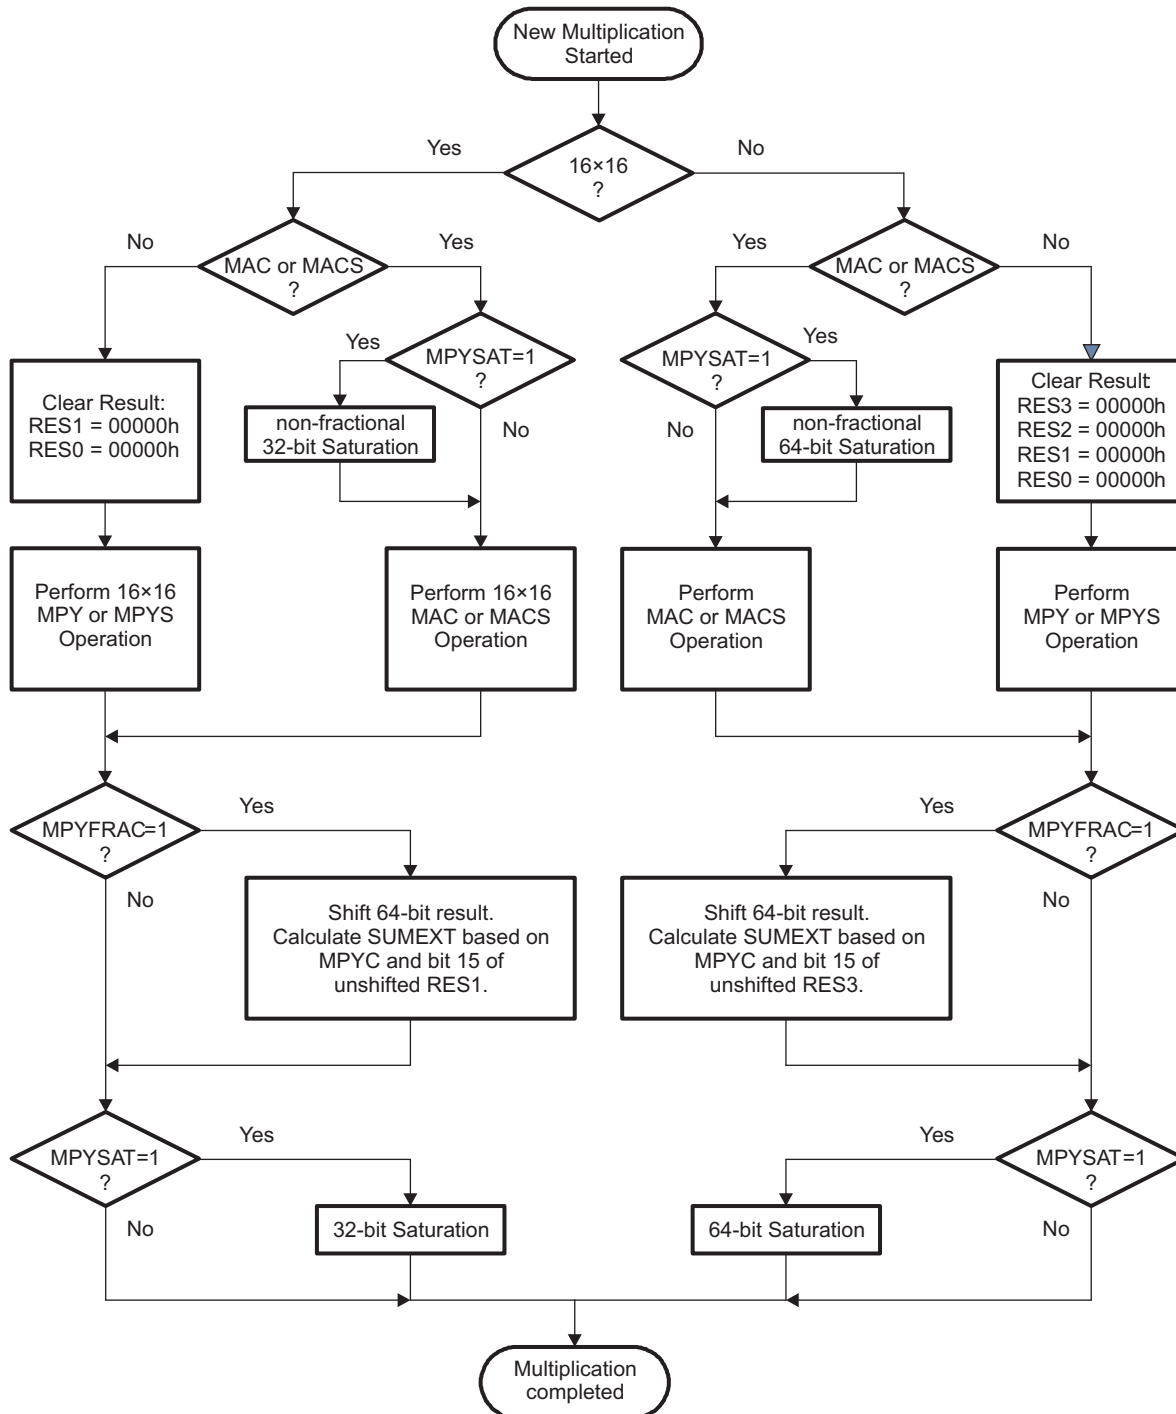 New Multiplication
Started
Yes
No
16×16
?
No
Yes
Yes
No
MAC or MACS
?
MAC or MACS
?
Yes
MPYSAT=1
?
MPYSAT=1
?
Yes
Clear Result:
RES1 = 00000h
RES0 = 00000h
non-fractional
32-bit Saturation
No
No
non-fractional
64-bit Saturation
Clear Result
RES3 = 00000h
RES2 = 00000h
RES1 = 00000h
RES0 = 00000h
Perform 16×16
MPY or MPYS
Operation
Perform 16×16
MAC or MACS
Operation
Perform
MAC or MACS
Operation
Perform
MPY or MPYS
Operation
MPYFRAC=1
?
Yes
Yes
MPYFRAC=1
?
No
No
Shift 64-bit result.
Calculate SUMEXT based on
MPYC and bit 15 of
unshifted RES1.
Shift 64-bit result.
Calculate SUMEXT based on
MPYC and bit 15 of
unshifted RES3.
MPYSAT=1
?
Yes
Yes
MPYSAT=1
?
No
32-bit Saturation
64-bit Saturation
No
Multiplication
completed